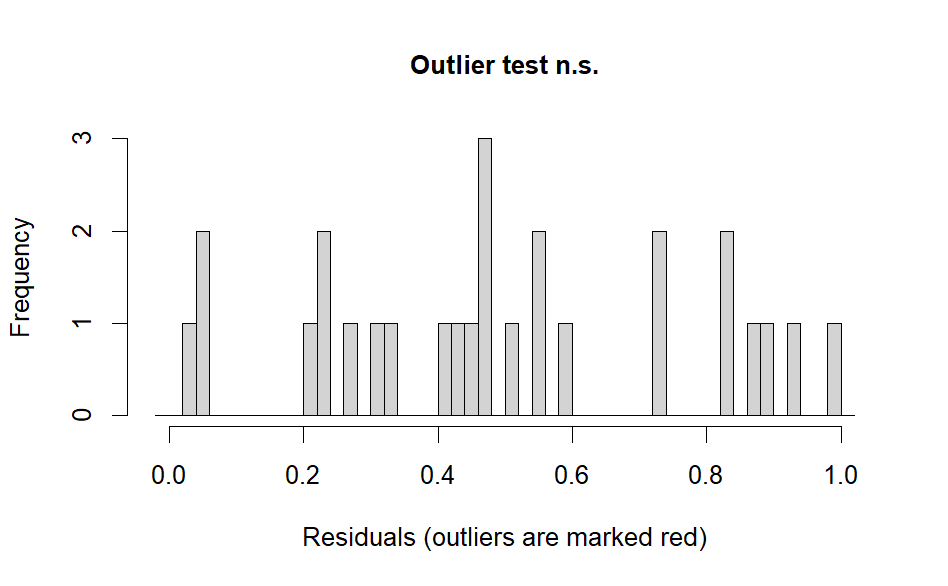 Outlier test n.s.
Frequency
3
2
1
0
0.0 0.2 0.4 0.6 0.8 1.0
Residuals (outliers are marked red)